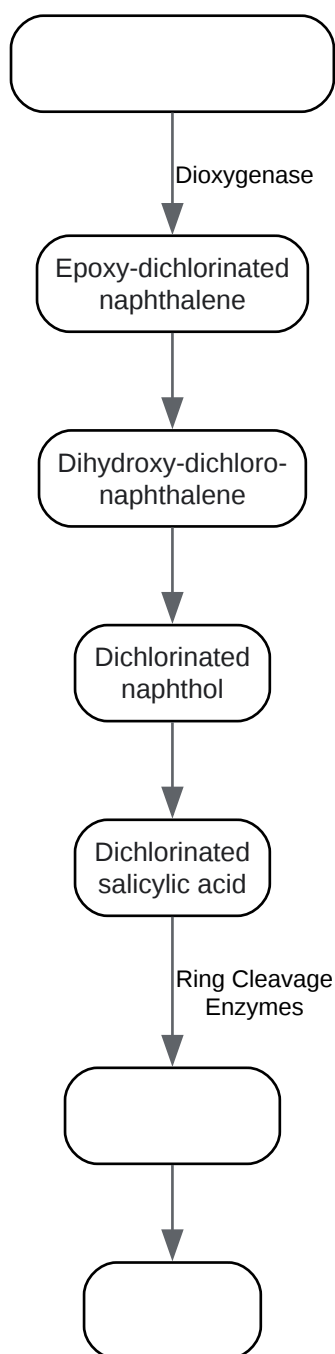 Dioxygenase
Epoxy-dichlorinated
naphthalene
Dihydroxy-dichloro-
naphthalene
Dichlorinated
naphthol
Dichlorinated
salicylic acid
Ring Cleavage
Enzymes